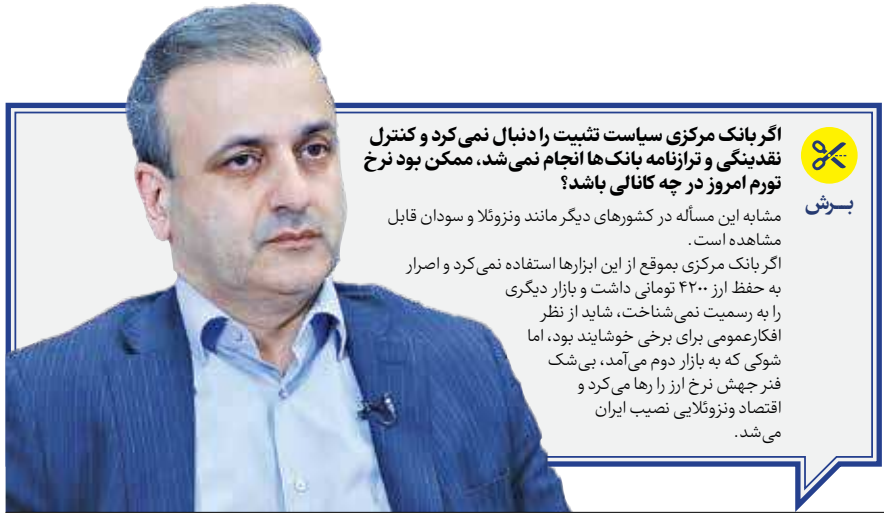 اگر بانک مرکزی سیاست تثبیت را دنبال نمی‌کرد و کنترل
نقدینگی و ترازنامه بانک‌ها انجام نمی‌شد، ممکن بود نرخ
تورم امروز در چه کانالی باشد؟
برش
مشابه این مسأله در کشورهای دیگر مانند ونزوئلا و سودان قابل
مشاهده است.
اگر بانک مرکزی بموقع از این ابزارها استفاده نمی‌کرد و اصرار
به حفظ ارز ۴۲۰۰ تومانی داشت و بازار دیگری
را به رسمیت نمی‌شناخت، شاید از نظر
افکارعمومی برای برخی خوشایند بود، اما
شوکی که به بازار دوم می‌آمد، بی‌شک
فنر جهش نرخ ارز را رها می‌کرد و
اقتصاد ونزوئلایی نصیب ایران
می‌شد.